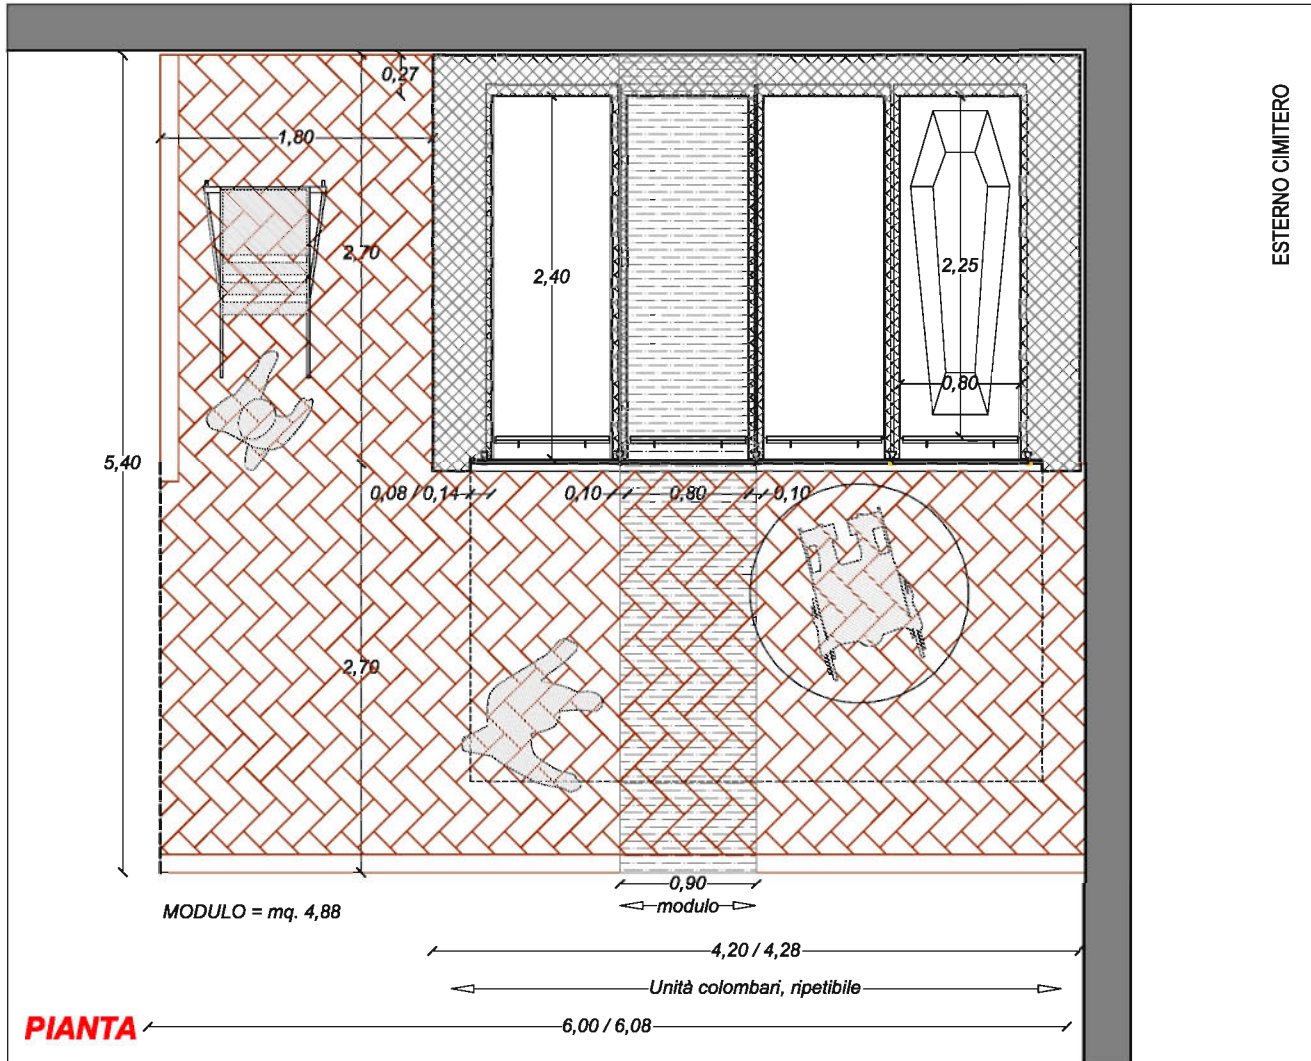 0,27
1,80
ESTERNO CIMITERO
2,70
2,40
2,25
0,80
5,40
0,08 / 0,14
0,10
0,80
0,10
2,70
0,90
modulo
MODULO = mq. 4,88
4,20 / 4,28
Unità colombari, ripetibile
PIANTA
6,00 / 6,08